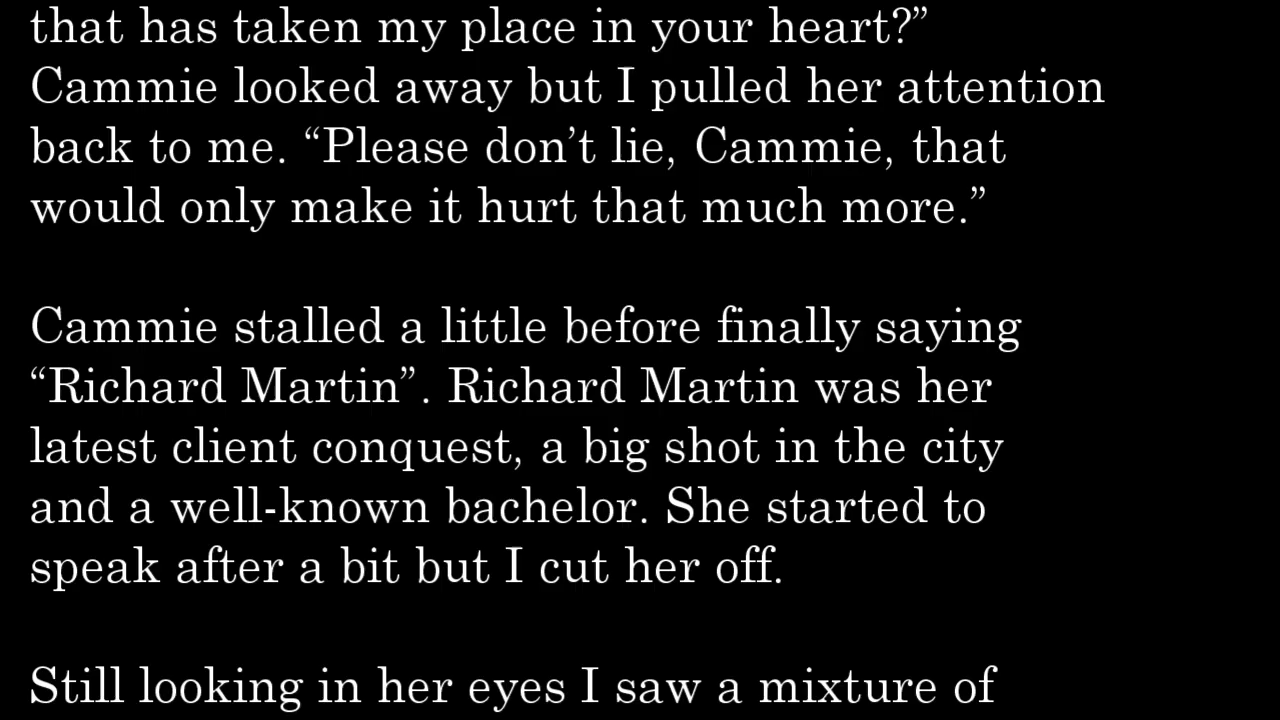 that has taken my place in your heart?”
Cammie looked away but I pulled her attention
back to me. “Please don’t lie, Cammie, that
would only make it hurt that much more.”
Cammie stalled a little before finally saying
“Richard Martin”. Richard Martin was her
latest client conquest, a big shot in the city
and a well-known bachelor. She started to
speak after a bit but I cut her off.
Still looking in her eyes I saw a mixture of